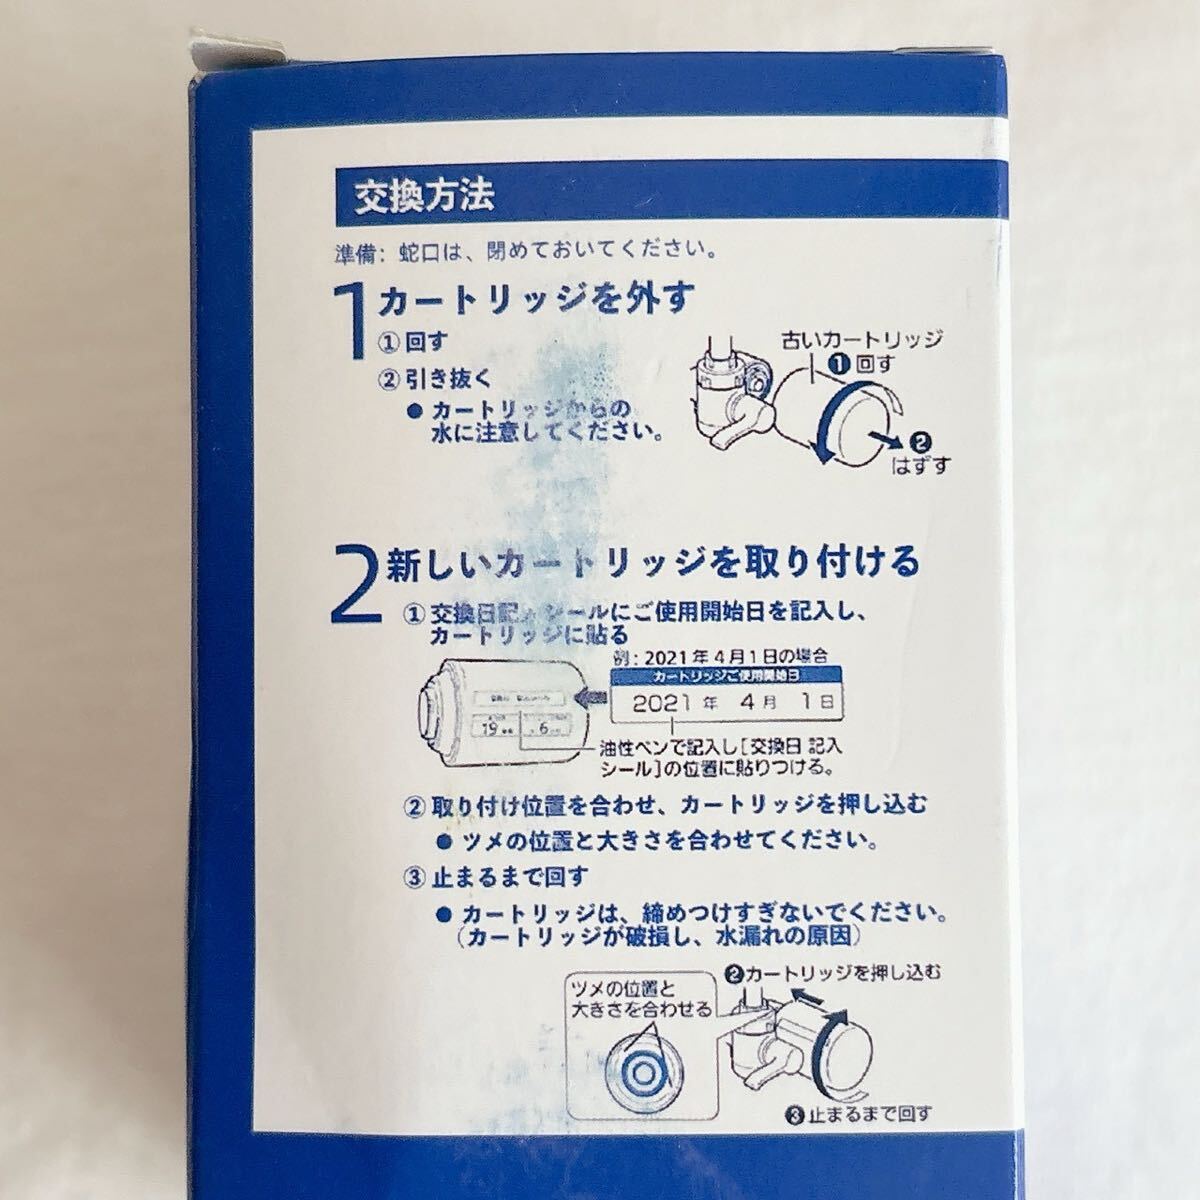 交換方法
準備: 蛇口は、閉めておいてください。
1 カートリッジを外す
①回す
②引き抜く
● カートリッジからの
水に注意してください。
古いカートリッジ
❶回す
❷
はずす
2 新しいカートリッジを取り付ける
① 交換日記入シールにご使用開始日を記入し、
カートリッジに貼る
例: 2021年4月1日の場合
カートリッジご使用開始日
2021年 4月 1日
19
6
油性ペンで記入し[交換日 記入
シール]の位置に貼りつける。
② 取り付け位置を合わせ、カートリッジを押し込む
● ツメの位置と大きさを合わせてください。
③ 止まるまで回す
● カートリッジは、締めつけすぎないでください。
(カートリッジが破損し、水漏れの原因)
❷カートリッジを押し込む
ツメの位置と
大きさを合わせる
❸止まるまで回す